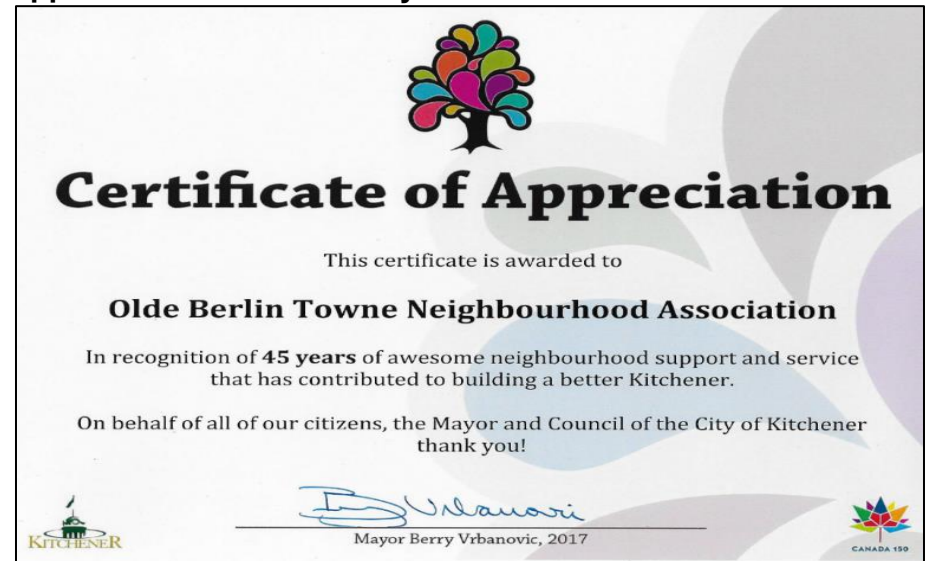 Certificate of Appreciation
This certificate is awarded to
Olde Berlin Towne Neighbourhood Association
In recognition of 45 years of awesome neighbourhood support and service
that has contributed to building a better Kitchener.
On behalf of all of our citizens, the Mayor and Council of the City of Kitchener
thank you!
Mayor Berry Vrbanovic, 2017
KITCHENER
CANADA 150